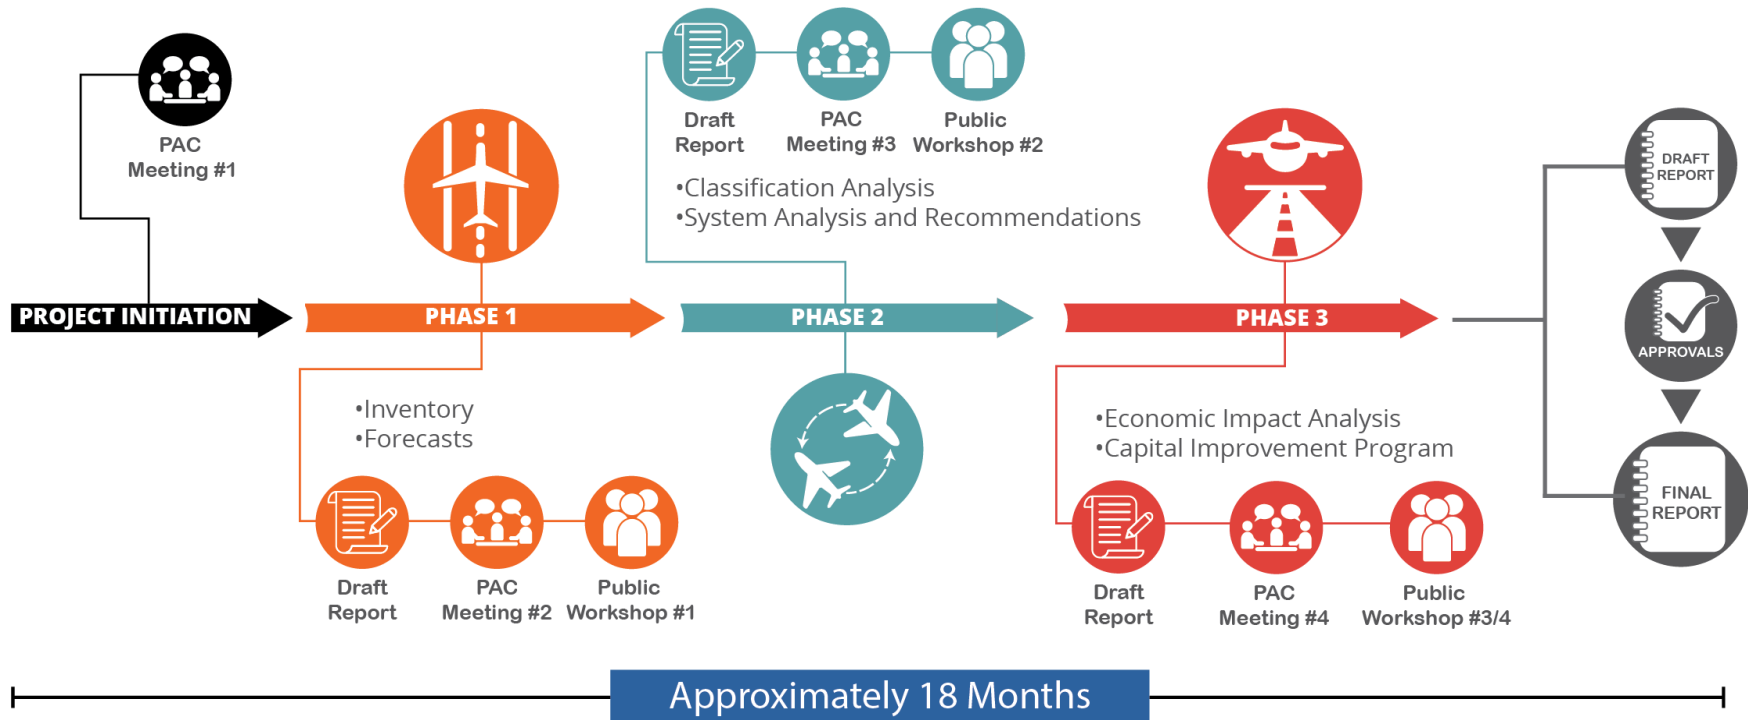 PAC
Meeting #1
PROJECT INITIATION
PHASE 1
•Inventory
•Forecasts
Draft
Report
PAC
Meeting #2
Public
Workshop #1
Draft
Report
PAC
Meeting #3
Public
Workshop #2
•Classification Analysis
•System Analysis and Recommendations
PHASE 2
PHASE 3
•Economic Impact Analysis
•Capital Improvement Program
Draft
Report
PAC
Meeting #4
Public
Workshop #3/4
DRAFT
REPORT
APPROVALS
FINAL
REPORT
Approximately 18 Months